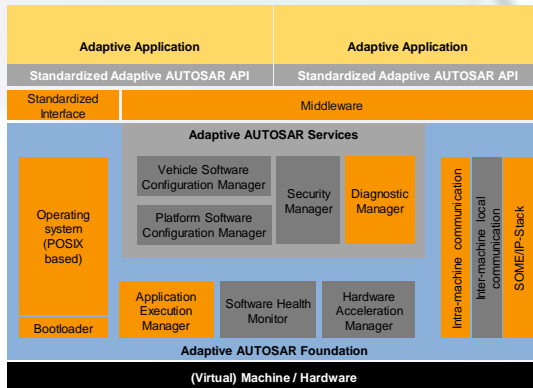 Adaptive Application
Adaptive Application
Standardized Adaptive AUTOSAR API
Standardized Adaptive AUTOSAR API
Standardized
Interface
Middleware
Adaptive AUTOSAR Services
Operating
system
(POSIX
based)
Bootloader
Vehicle Software
Configuration Manager
Platform Software
Configuration Manager
Security
Manager
Diagnostic
Manager
Application
Execution
Manager
Software Health
Monitor
Hardware
Acceleration
Manager
Intra-machine communication
Inter-machine local
communication
SOME/IP-Stack
Adaptive AUTOSAR Foundation
(Virtual) Machine / Hardware